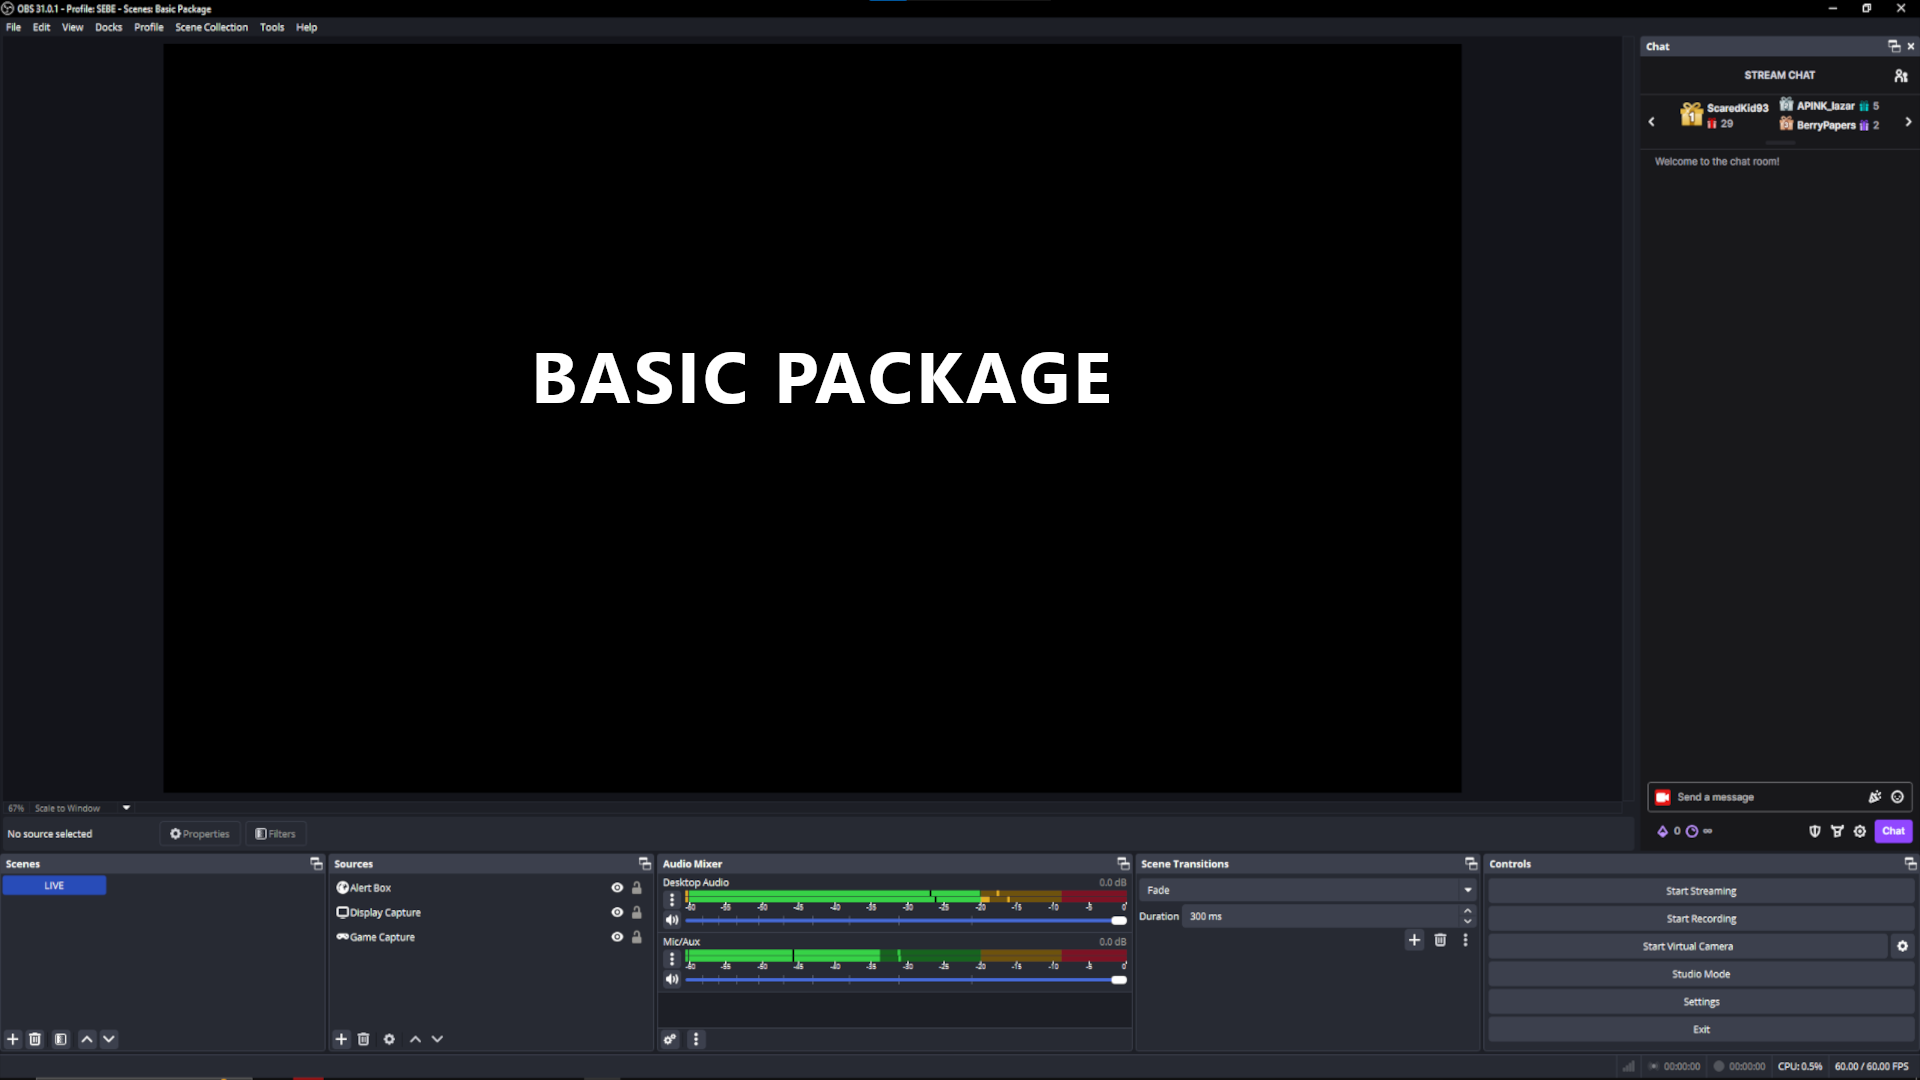 OBS 31.0.1 - Profile: SEBE - Scenes: Basic Package
File Edit View Docks Profile Scene Collection Tools Help
BASIC PACKAGE
Chat
STREAM CHAT
1 ScaredKid93 29
APINK_lazar 5
BerryPapers 2
Welcome to the chat room!
Send a message
0 ∞ Chat
67% Scale to Window
No source selected Properties Filters
Scenes
LIVE
Sources
Alert Box
Display Capture
Game Capture
Audio Mixer
Desktop Audio 0.0 dB
-60 -55 -50 -45 -40 -35 -30 -25 -20 -15 -10 -5 0
Mic/Aux 0.0 dB
-60 -55 -50 -45 -40 -35 -30 -25 -20 -15 -10 -5 0
Scene Transitions
Fade
Duration 300 ms
Controls
Start Streaming
Start Recording
Start Virtual Camera
Studio Mode
Settings
Exit
00:00:00 00:00:00 CPU: 0.5% 60.00 / 60.00 FPS